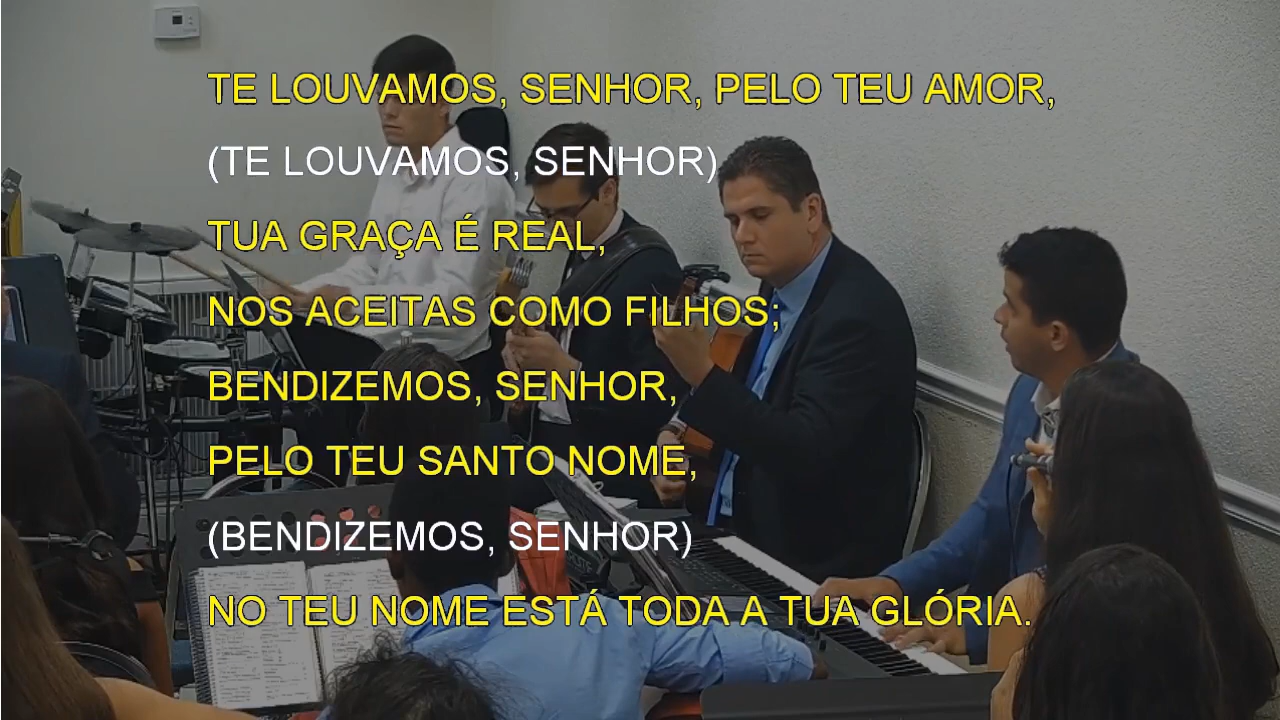 TE LOUVAMOS, SENHOR, PELO TEU AMOR,
(TE LOUVAMOS, SENHOR)
TUA GRAÇA É REAL,
NOS ACEITAS COMO FILHOS;
BENDIZEMOS, SENHOR,
PELO TEU SANTO NOME,
(BENDIZEMOS, SENHOR)
NO TEU NOME ESTÁ TODA A TUA GLÓRIA.